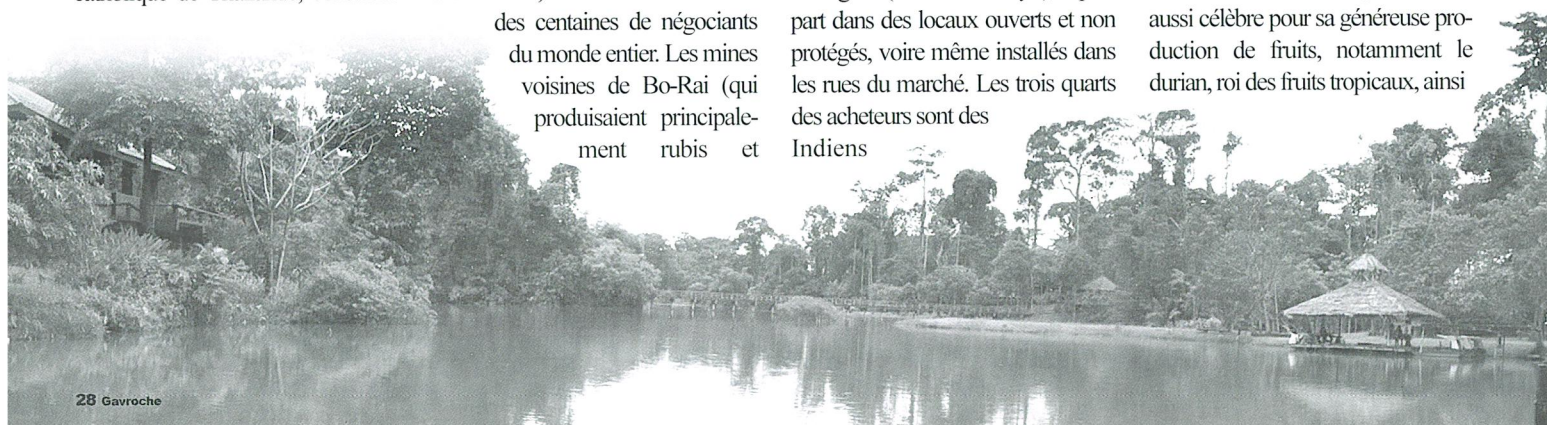 des centaines de négociants
du monde entier. Les mines
voisines de Bo-Rai (qui
produisaient principale-
ment rubis et
part dans des locaux ouverts et non
protégés, voire même installés dans
les rues du marché. Les trois quarts
des acheteurs sont des
Indiens
aussi célèbre pour sa généreuse pro-
duction de fruits, notamment le
durian, roi des fruits tropicaux, ainsi
28 Gavroche